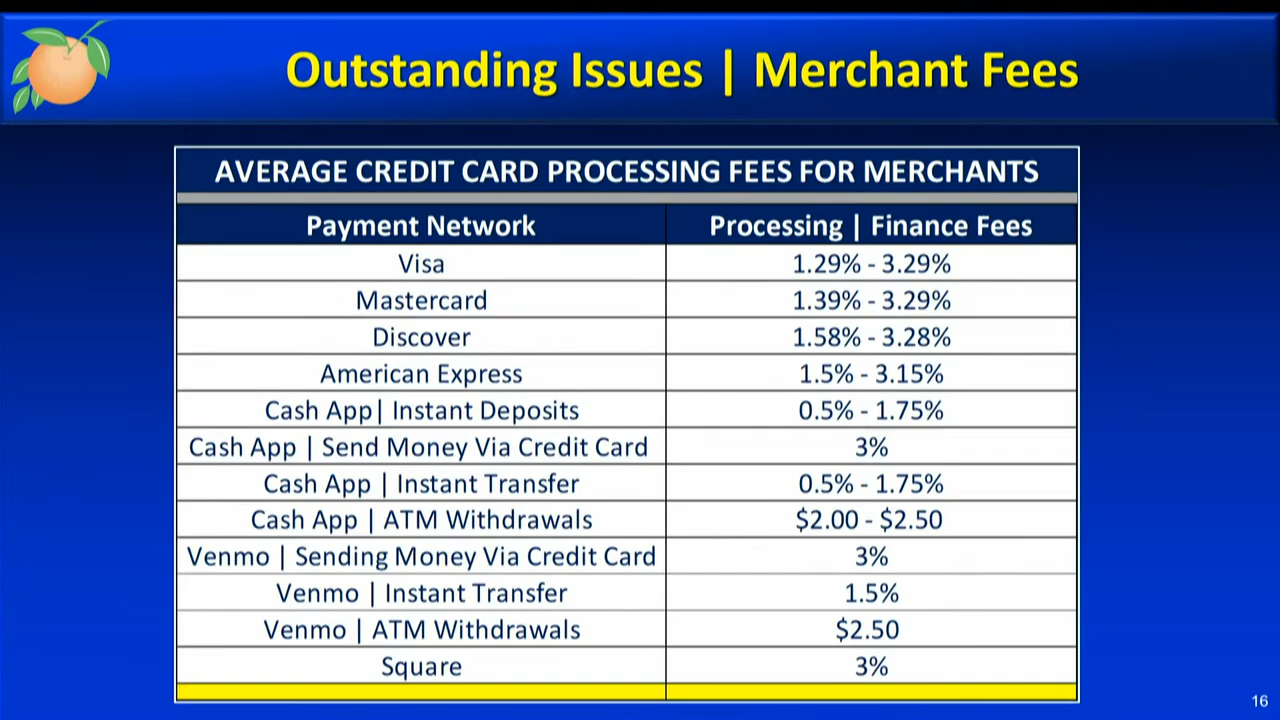 Outstanding Issues | Merchant Fees
AVERAGE CREDIT CARD PROCESSING FEES FOR MERCHANTS
Payment Network Processing | Finance Fees
Visa 1.29% - 3.29%
Mastercard 1.39% - 3.29%
Discover 1.58% - 3.28%
American Express 1.5% - 3.15%
Cash App| Instant Deposits 0.5% - 1.75%
Cash App | Send Money Via Credit Card 3%
Cash App | Instant Transfer 0.5% - 1.75%
Cash App | ATM Withdrawals $2.00 - $2.50
Venmo | Sending Money Via Credit Card 3%
Venmo | Instant Transfer 1.5%
Venmo | ATM Withdrawals $2.50
Square 3%
16